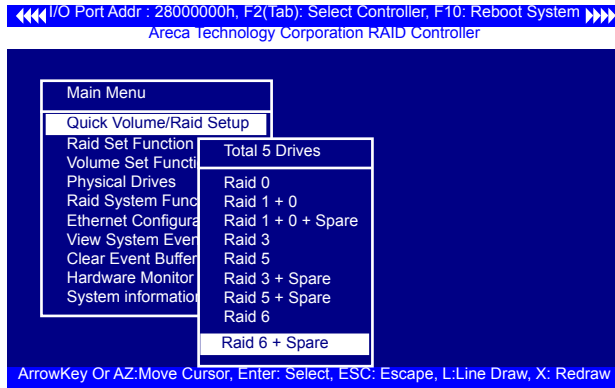 I/O Port Addr : 28000000h, F2(Tab): Select Controller, F10: Reboot System
Areca Technology Corporation RAID Controller
Main Menu
Quick Volume/Raid Setup
Raid Set Function
Volume Set Functi
Physical Drives
Raid System Func
Ethernet Configura
View System Even
Clear Event Buffer
Hardware Monitor
System informatio
Total 5 Drives
Raid 0
Raid 1 + 0
Raid 1 + 0 + Spare
Raid 3
Raid 5
Raid 3 + Spare
Raid 5 + Spare
Raid 6
Raid 6 + Spare
ArrowKey Or AZ:Move Cursor, Enter: Select, ESC: Escape, L:Line Draw, X: Redraw